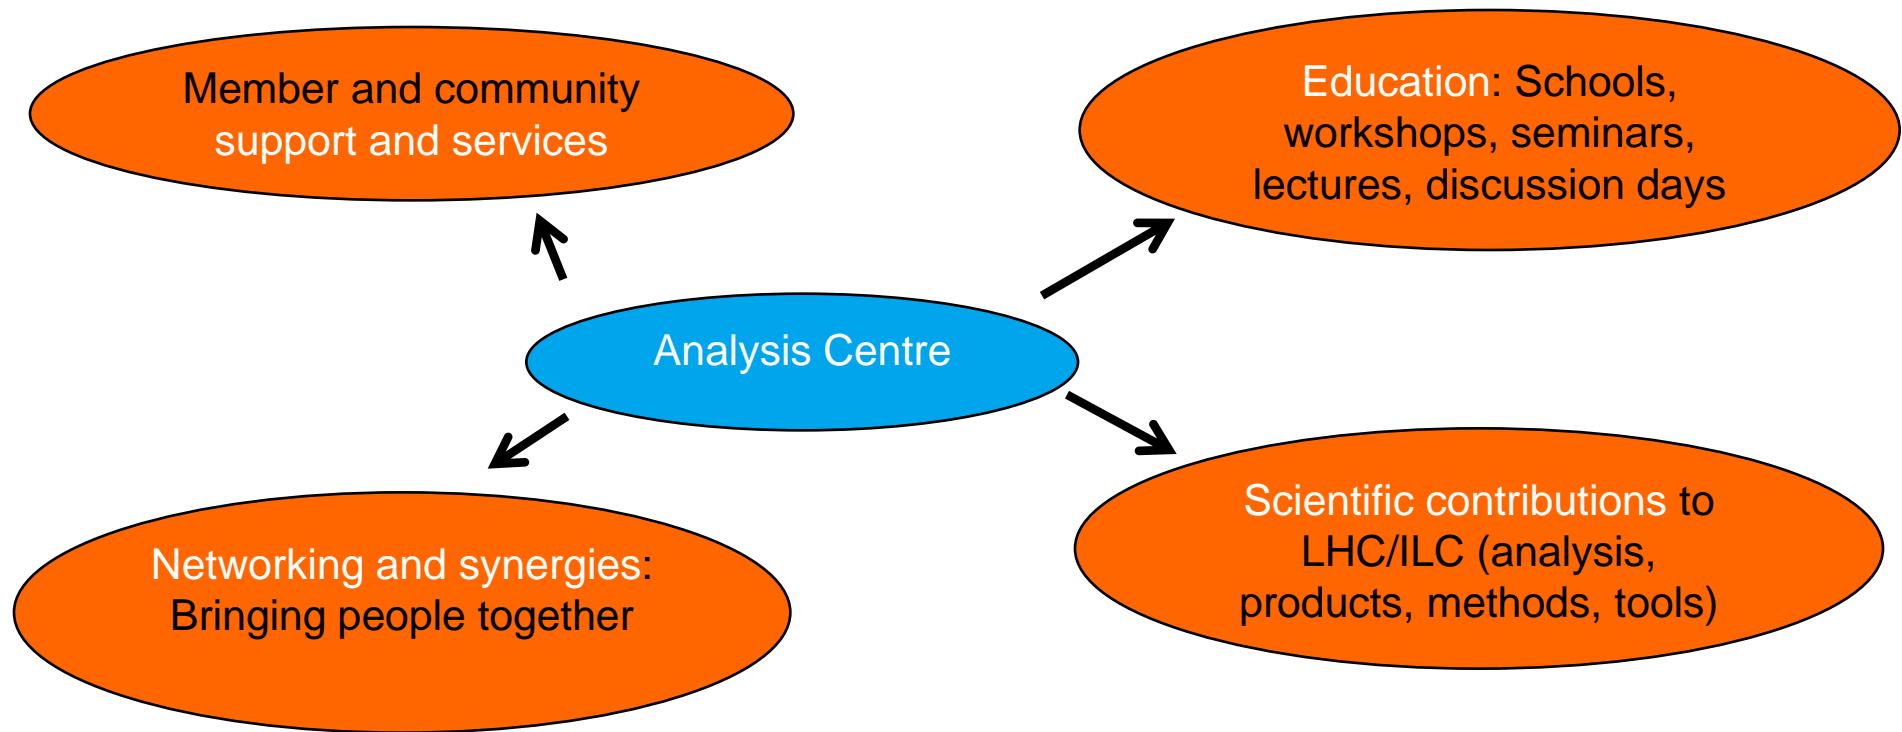 Member and community
support and services
Education: Schools,
workshops, seminars,
lectures, discussion days
Analysis Centre
Networking and synergies:
Bringing people together
Scientific contributions to
LHC/ILC (analysis,
products, methods, tools)